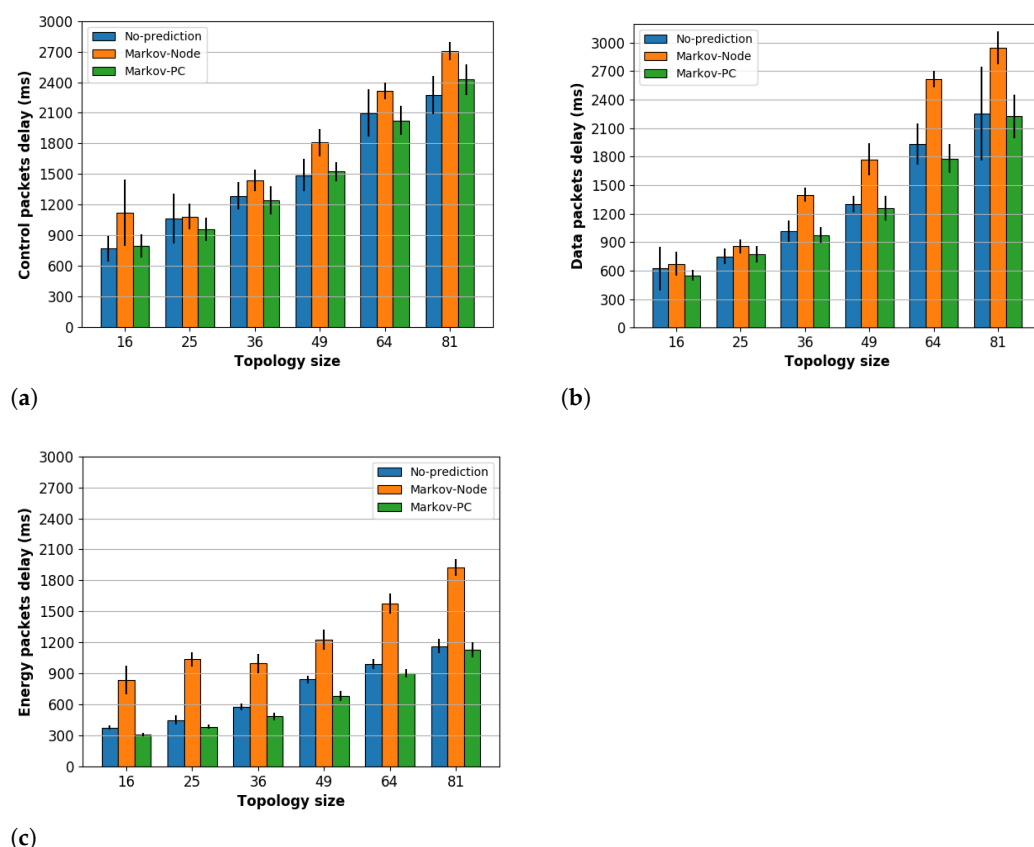 No-prediction
Markov-Node
Markov-PC
Control packets delay (ms)
3000
2700
2400
2100
1800
1500
1200
900
600
300
0
16 25 36 49 64 81
Topology size
(a)
No-prediction
Markov-Node
Markov-PC
Data packets delay (ms)
3000
2700
2400
2100
1800
1500
1200
900
600
300
0
16 25 36 49 64 81
Topology size
(b)
No-prediction
Markov-Node
Markov-PC
Energy packets delay (ms)
3000
2700
2400
2100
1800
1500
1200
900
600
300
0
16 25 36 49 64 81
Topology size
(c)